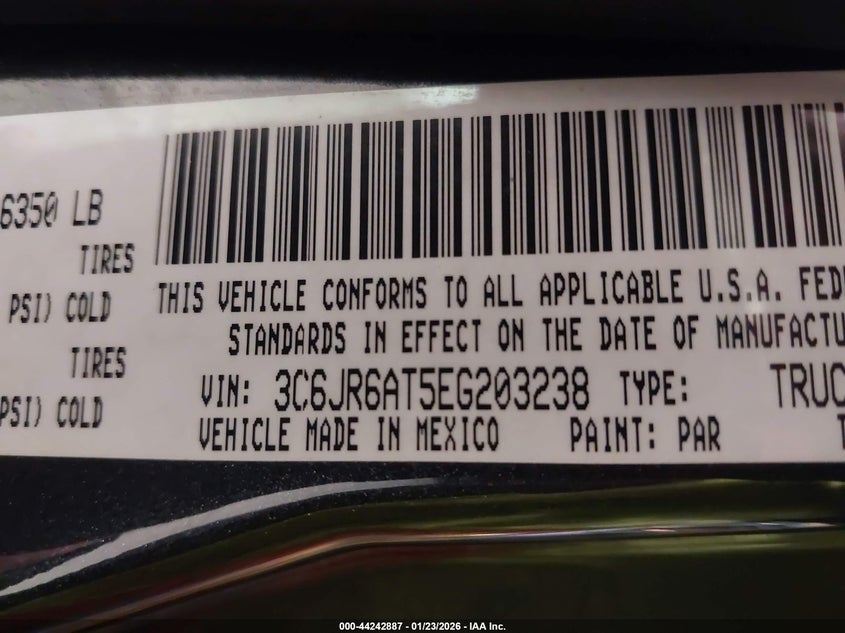 6350 LB
TIRES
PSI) COLD
TIRES
PSI) COLD
THIS VEHICLE CONFORMS TO ALL APPLICABLE U.S.A. FED
STANDARDS IN EFFECT ON THE DATE OF MANUFACTU
VIN: 3C6JR6AT5EG203238 TYPE: TRUC
VEHICLE MADE IN MEXICO PAINT: PAR T
000-44242887 - 01/23/2026 - IAA Inc.